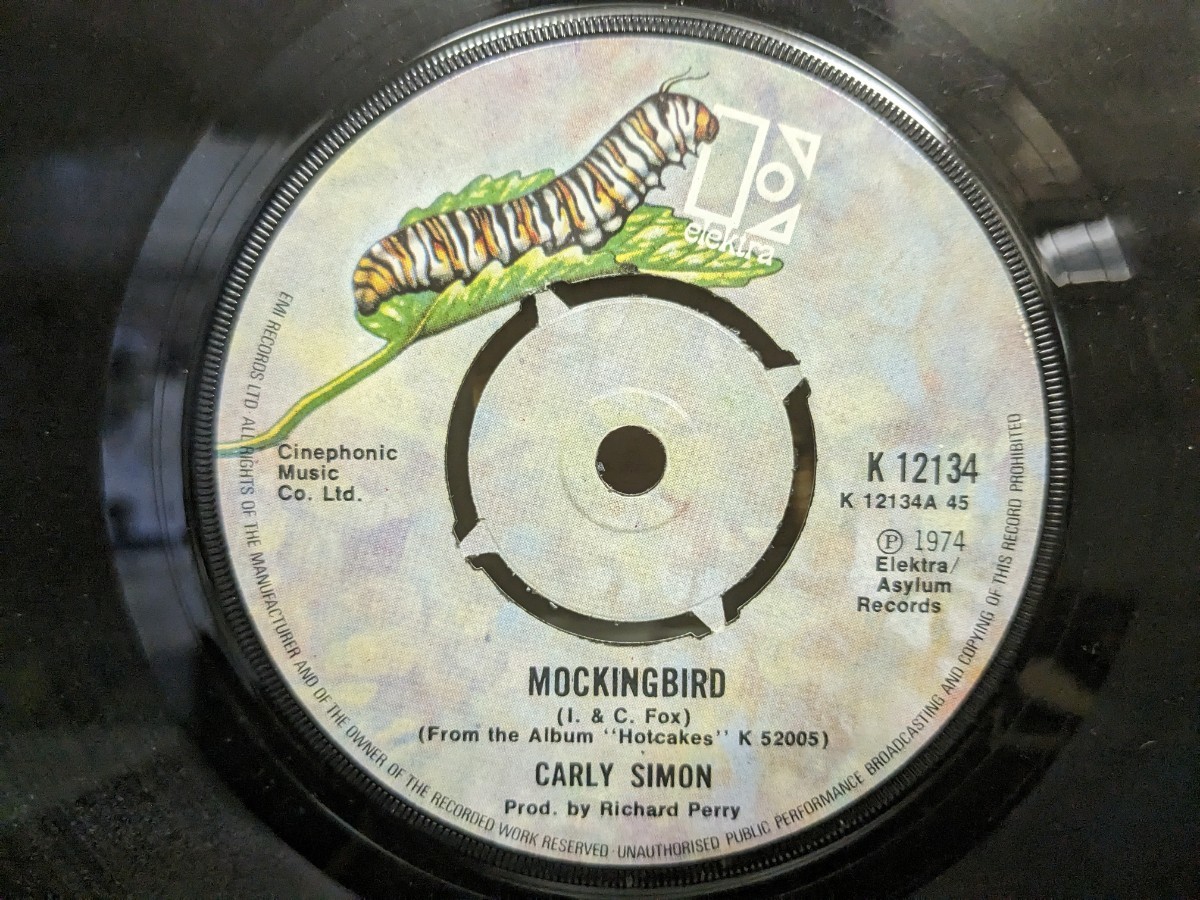 elektra
Cinephonic
Music
Co. Ltd.
K 12134
K 12134A 45
Ⓟ 1974
Elektra/
Asylum
Records
MOCKINGBIRD
(I. & C. Fox)
(From the Album "Hotcakes" K 52005)
CARLY SIMON
Prod. by Richard Perry
EMI RECORDS LTD ALL RIGHTS OF THE MANUFACTURER AND OF THE OWNER OF THE RECORDED WORK RESERVED · UNAUTHORISED PUBLIC PERFORMANCE BROADCASTING AND COPYING OF THIS RECORD PROHIBITED